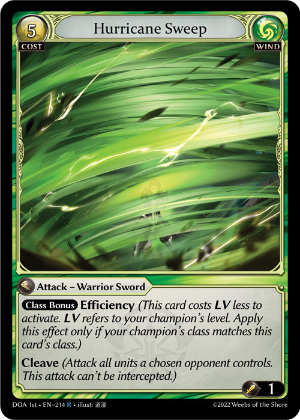 5
Hurricane Sweep
COST
WIND
Attack – Warrior Sword
Class Bonus Efficiency (This card costs LV less to
activate. LV refers to your champion's level. Apply
this effect only if your champion's class matches this
card's class.)
Cleave (Attack all units a chosen opponent controls.
This attack can't be intercepted.)
1
DOA 1st • EN-214 R • illust: 道漫
©2022 Weebs of the Shore